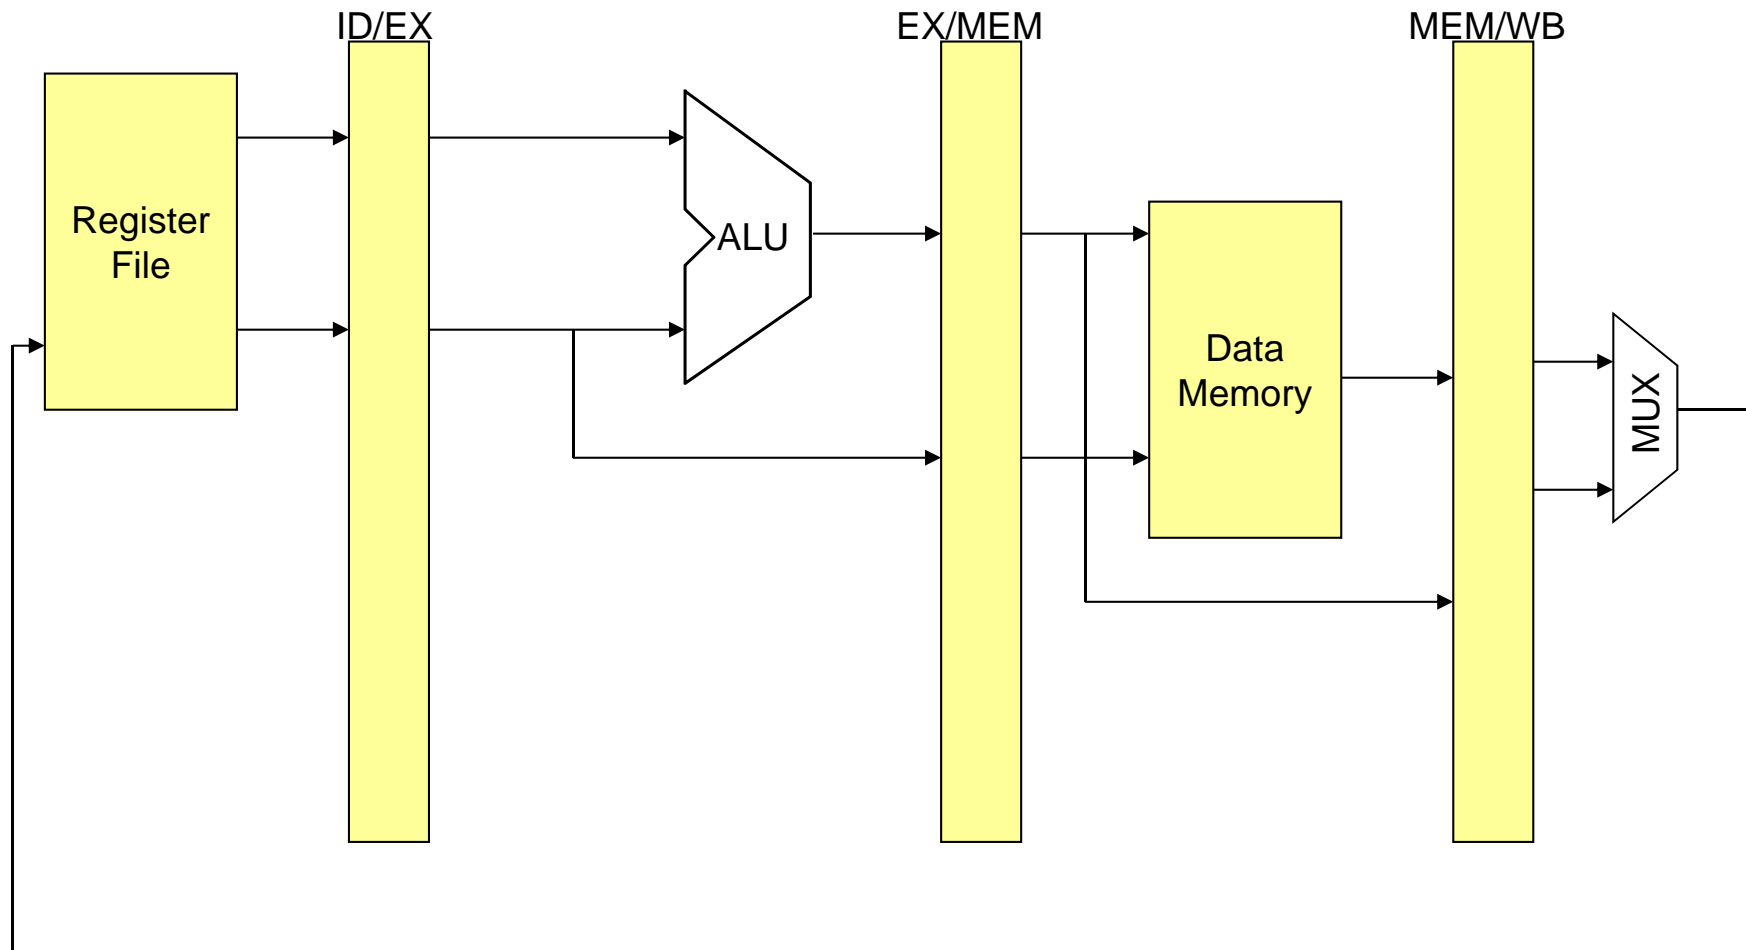 ID/EX
EX/MEM
MEM/WB
Register
File
ALU
Data
Memory
MUX